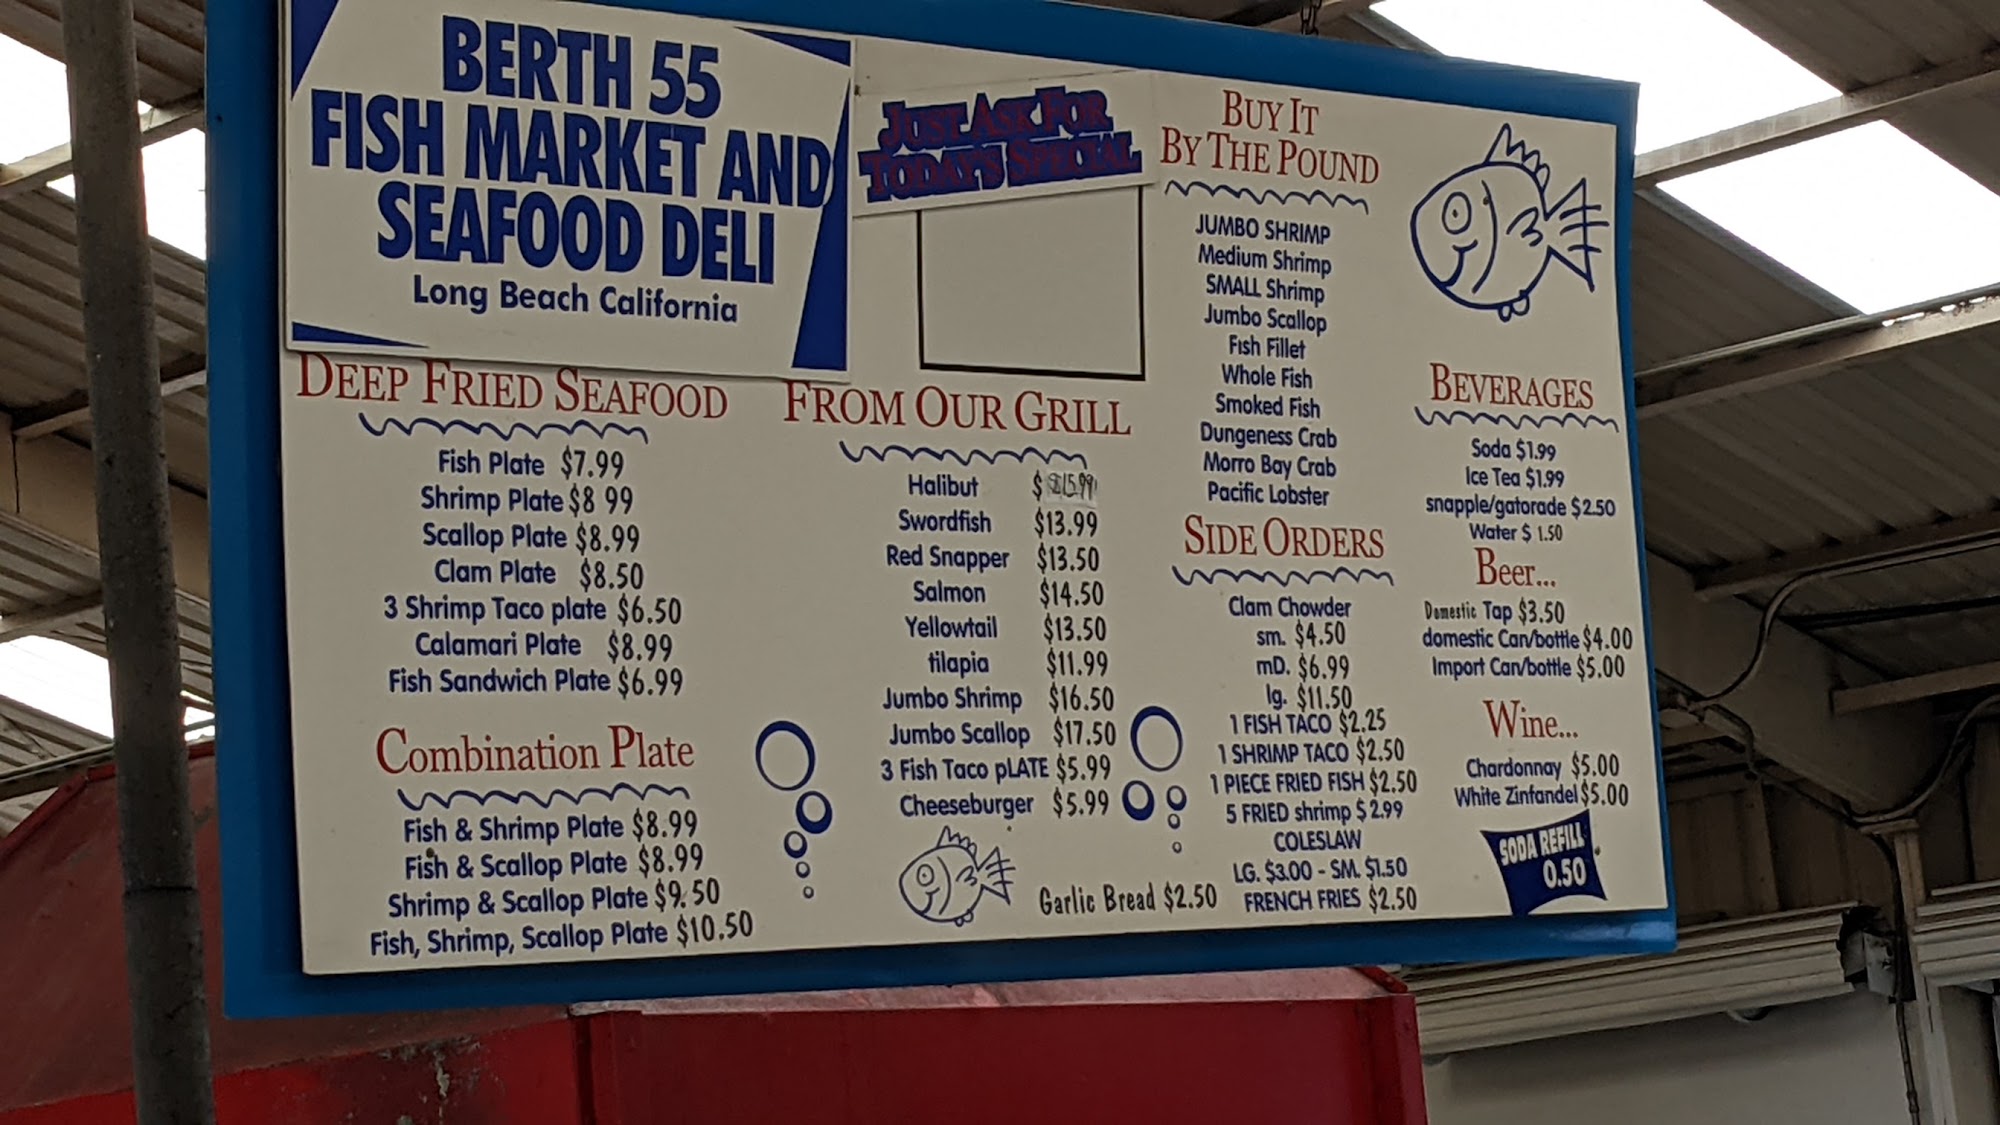 BERTH 55
FISH MARKET AND
SEAFOOD DELI
Long Beach California
JUST ASK FOR
TODAY'S SPECIAL
DEEP FRIED SEAFOOD
Fish Plate $7.99
Shrimp Plate $8 99
Scallop Plate $8.99
Clam Plate $8.50
3 Shrimp Taco plate $6.50
Calamari Plate $8.99
Fish Sandwich Plate $6.99
Combination Plate
Fish & Shrimp Plate $8.99
Fish & Scallop Plate $8.99
Shrimp & Scallop Plate $9.50
Fish, Shrimp, Scallop Plate $10.50
FROM OUR GRILL
Halibut $
Swordfish $13.99
Red Snapper $13.50
Salmon $14.50
Yellowtail $13.50
tilapia $11.99
Jumbo Shrimp $16.50
Jumbo Scallop $17.50
3 Fish Taco pLATE $5.99
Cheeseburger $5.99
Garlic Bread $2.50
BUY IT
BY THE POUND
JUMBO SHRIMP
Medium Shrimp
SMALL Shrimp
Jumbo Scallop
Fish Fillet
Whole Fish
Smoked Fish
Dungeness Crab
Morro Bay Crab
Pacific Lobster
SIDE ORDERS
Clam Chowder
sm. $4.50
mD. $6.99
lg. $11.50
1 FISH TACO $2.25
1 SHRIMP TACO $2.50
1 PIECE FRIED FISH $2.50
5 FRIED shrimp $2.99
COLESLAW
LG. $3.00 - SM. $1.50
FRENCH FRIES $2.50
BEVERAGES
Soda $1.99
Ice Tea $1.99
snapple/gatorade $2.50
Water $ 1.50
Beer...
Domestic Tap $3.50
domestic Can/bottle $4.00
Import Can/bottle $5.00
Wine...
Chardonnay $5.00
White Zinfandel $5.00
SODA REFILL
0.50